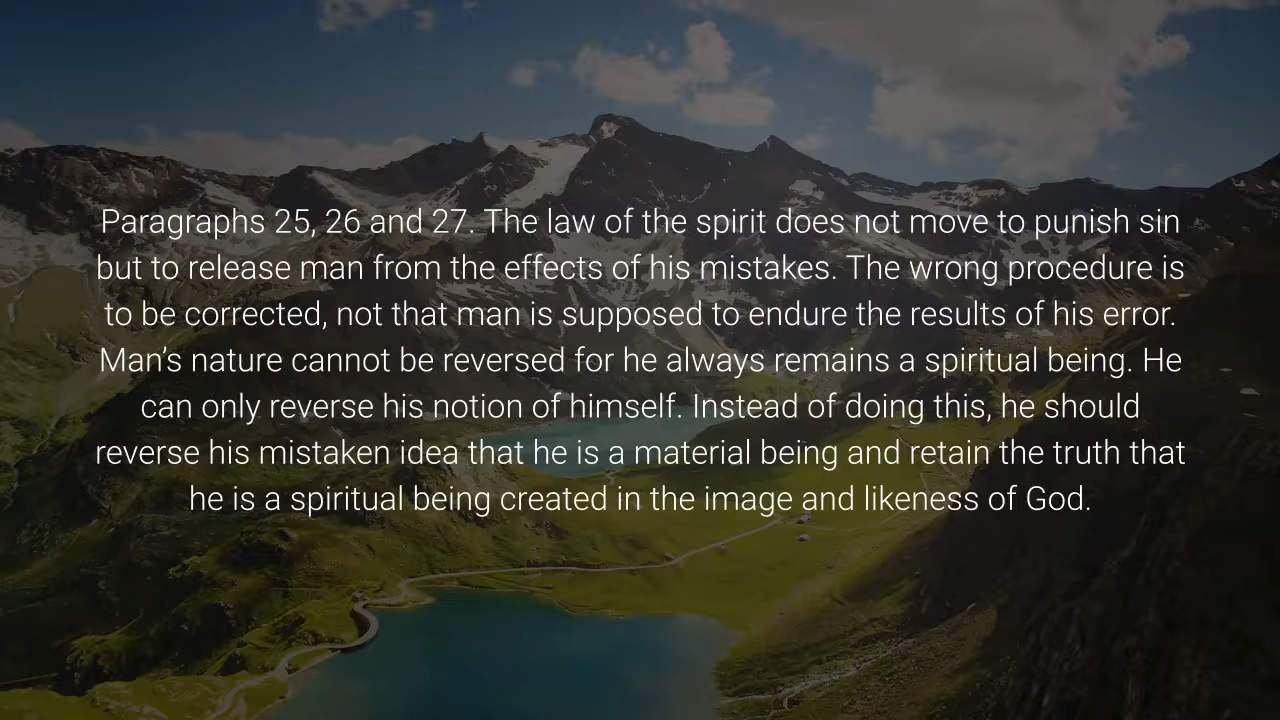 Paragraphs 25, 26 and 27. The law of the spirit does not move to punish sin
but to release man from the effects of his mistakes. The wrong procedure is
to be corrected, not that man is supposed to endure the results of his error.
Man’s nature cannot be reversed for he always remains a spiritual being. He
can only reverse his notion of himself. Instead of doing this, he should
reverse his mistaken idea that he is a material being and retain the truth that
he is a spiritual being created in the image and likeness of God.